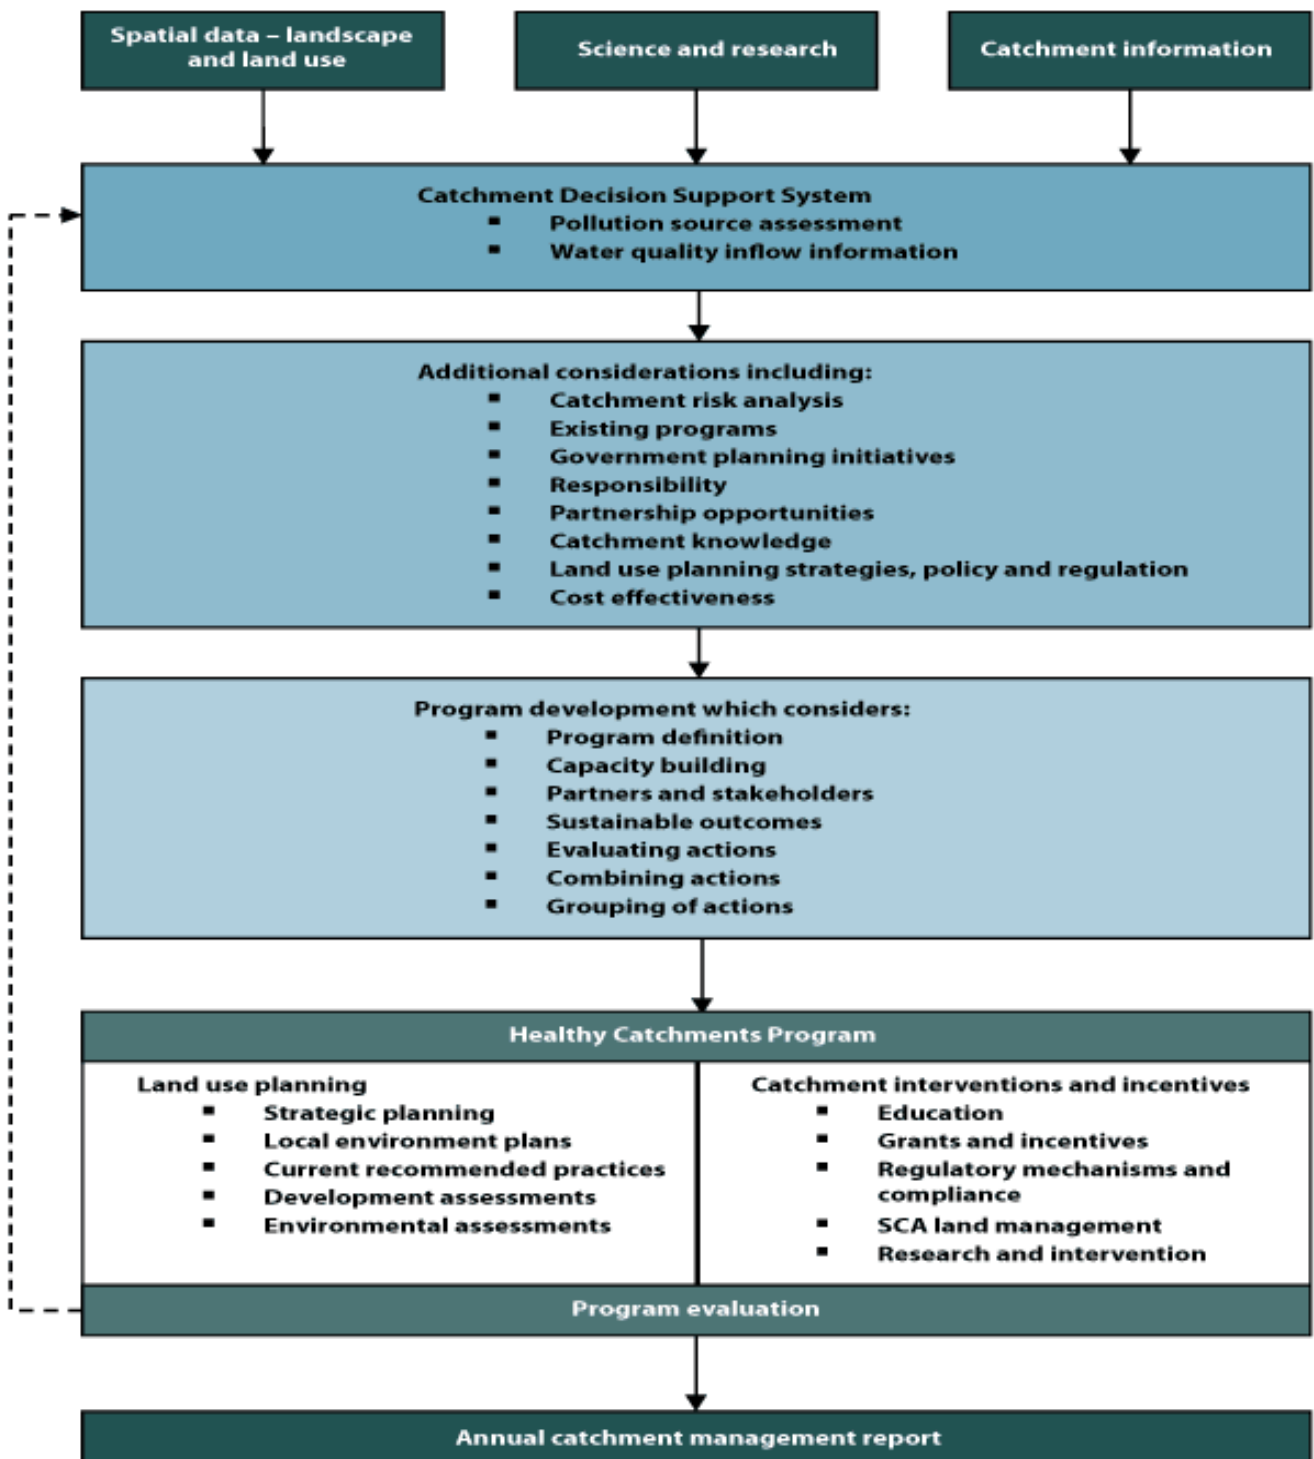 Spatial data – landscape
and land use
Science and research
Catchment information
Catchment Decision Support System
▪ Pollution source assessment
▪ Water quality inflow information
Additional considerations including:
▪ Catchment risk analysis
▪ Existing programs
▪ Government planning initiatives
▪ Responsibility
▪ Partnership opportunities
▪ Catchment knowledge
▪ Land use planning strategies, policy and regulation
▪ Cost effectiveness
Program development which considers:
▪ Program definition
▪ Capacity building
▪ Partners and stakeholders
▪ Sustainable outcomes
▪ Evaluating actions
▪ Combining actions
▪ Grouping of actions
Healthy Catchments Program
Land use planning
▪ Strategic planning
▪ Local environment plans
▪ Current recommended practices
▪ Development assessments
▪ Environmental assessments
Catchment interventions and incentives
▪ Education
▪ Grants and incentives
▪ Regulatory mechanisms and
compliance
▪ SCA land management
▪ Research and intervention
Program evaluation
Annual catchment management report